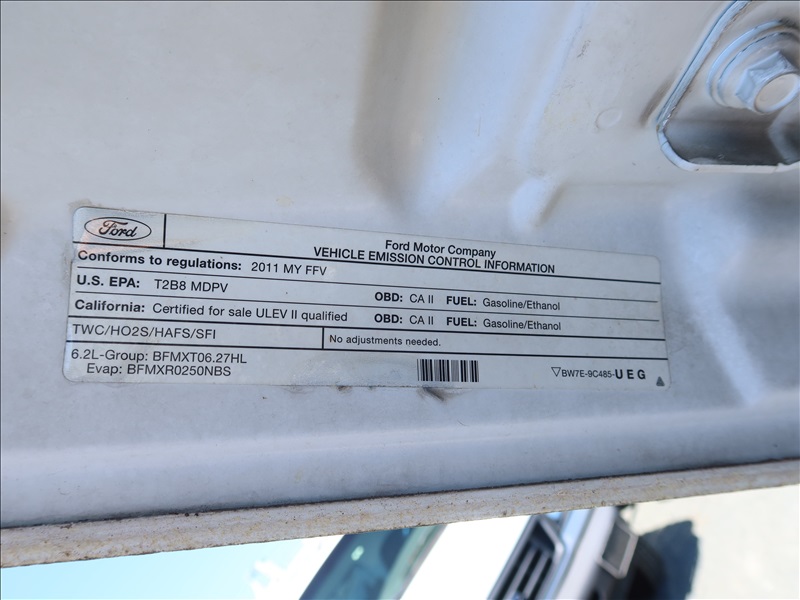 Ford
Ford Motor Company
VEHICLE EMISSION CONTROL INFORMATION
Conforms to regulations: 2011 MY FFV
U.S. EPA: T2B8 MDPV OBD: CA II FUEL: Gasoline/Ethanol
California: Certified for sale ULEV II qualified OBD: CA II FUEL: Gasoline/Ethanol
TWC/HO2S/HAFS/SFI No adjustments needed.
6.2L-Group: BFMXT06.27HL
Evap: BFMXR0250NBS
BW7E-9C485-U E G